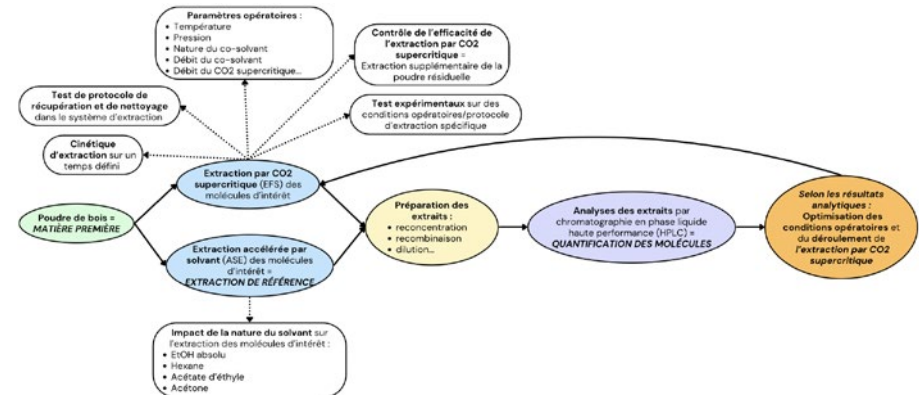 Paramètres opératoires :
• Température
• Pression
• Nature du co-solvant
• Débit du co-solvant
• Débit du CO2 supercritique...
Contrôle de l'efficacité de
l'extraction par CO2
supercritique =
Extraction supplémentaire de la
poudre résiduelle
Test de protocole de
récupération et de nettoyage
dans le système d'extraction
Test expérimentaux sur des
conditions opératoires/protocole
d'extraction spécifique
Cinétique
d'extraction sur un
temps défini
Extraction par CO2
supercritique (EFS) des
molécules d'intérêt
Poudre de bois =
MATIÈRE PREMIÈRE
Extraction accélérée par
solvant (ASE) des molécules
d'intérêt =
EXTRACTION DE RÉFÉRENCE
Préparation des
extraits :
• reconcentration
• recombinaison
• dilution...
Analyses des extraits par
chromatographie en phase liquide
haute performance (HPLC) =
QUANTIFICATION DES MOLÉCULES
Selon les résultats
analytiques :
Optimisation des
conditions opératoires et
du déroulement de
l'extraction par CO2
supercritique
Impact de la nature du solvant sur
l'extraction des molécules d'intérêt :
• EtOH absolu
• Hexane
• Acétate d'éthyle
• Acétone